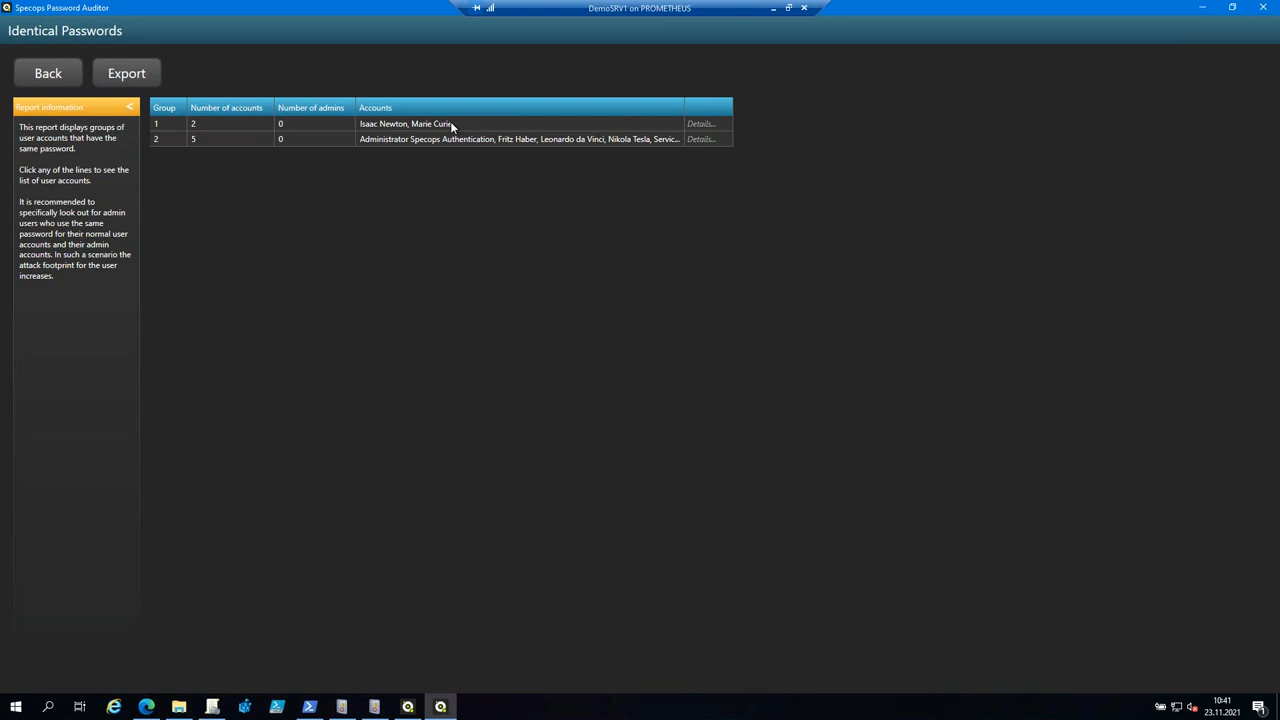 Specops Password Auditor
DemoSRV1 on PROMETHEUS
Identical Passwords
Back
Export
Report information
<
This report displays groups of
user accounts that have the
same password.
Click any of the lines to see the
list of user accounts.
It is recommended to
specifically look out for admin
users who use the same
password for their normal user
accounts and their admin
accounts. In such a scenario the
attack footprint for the user
increases.
Group Number of accounts Number of admins Accounts
1 2 0 Isaac Newton, Marie Curie Details...
2 5 0 Administrator Specops Authentication, Fritz Haber, Leonardo da Vinci, Nikola Tesla, Servic... Details...
10:41
23.11.2021
1